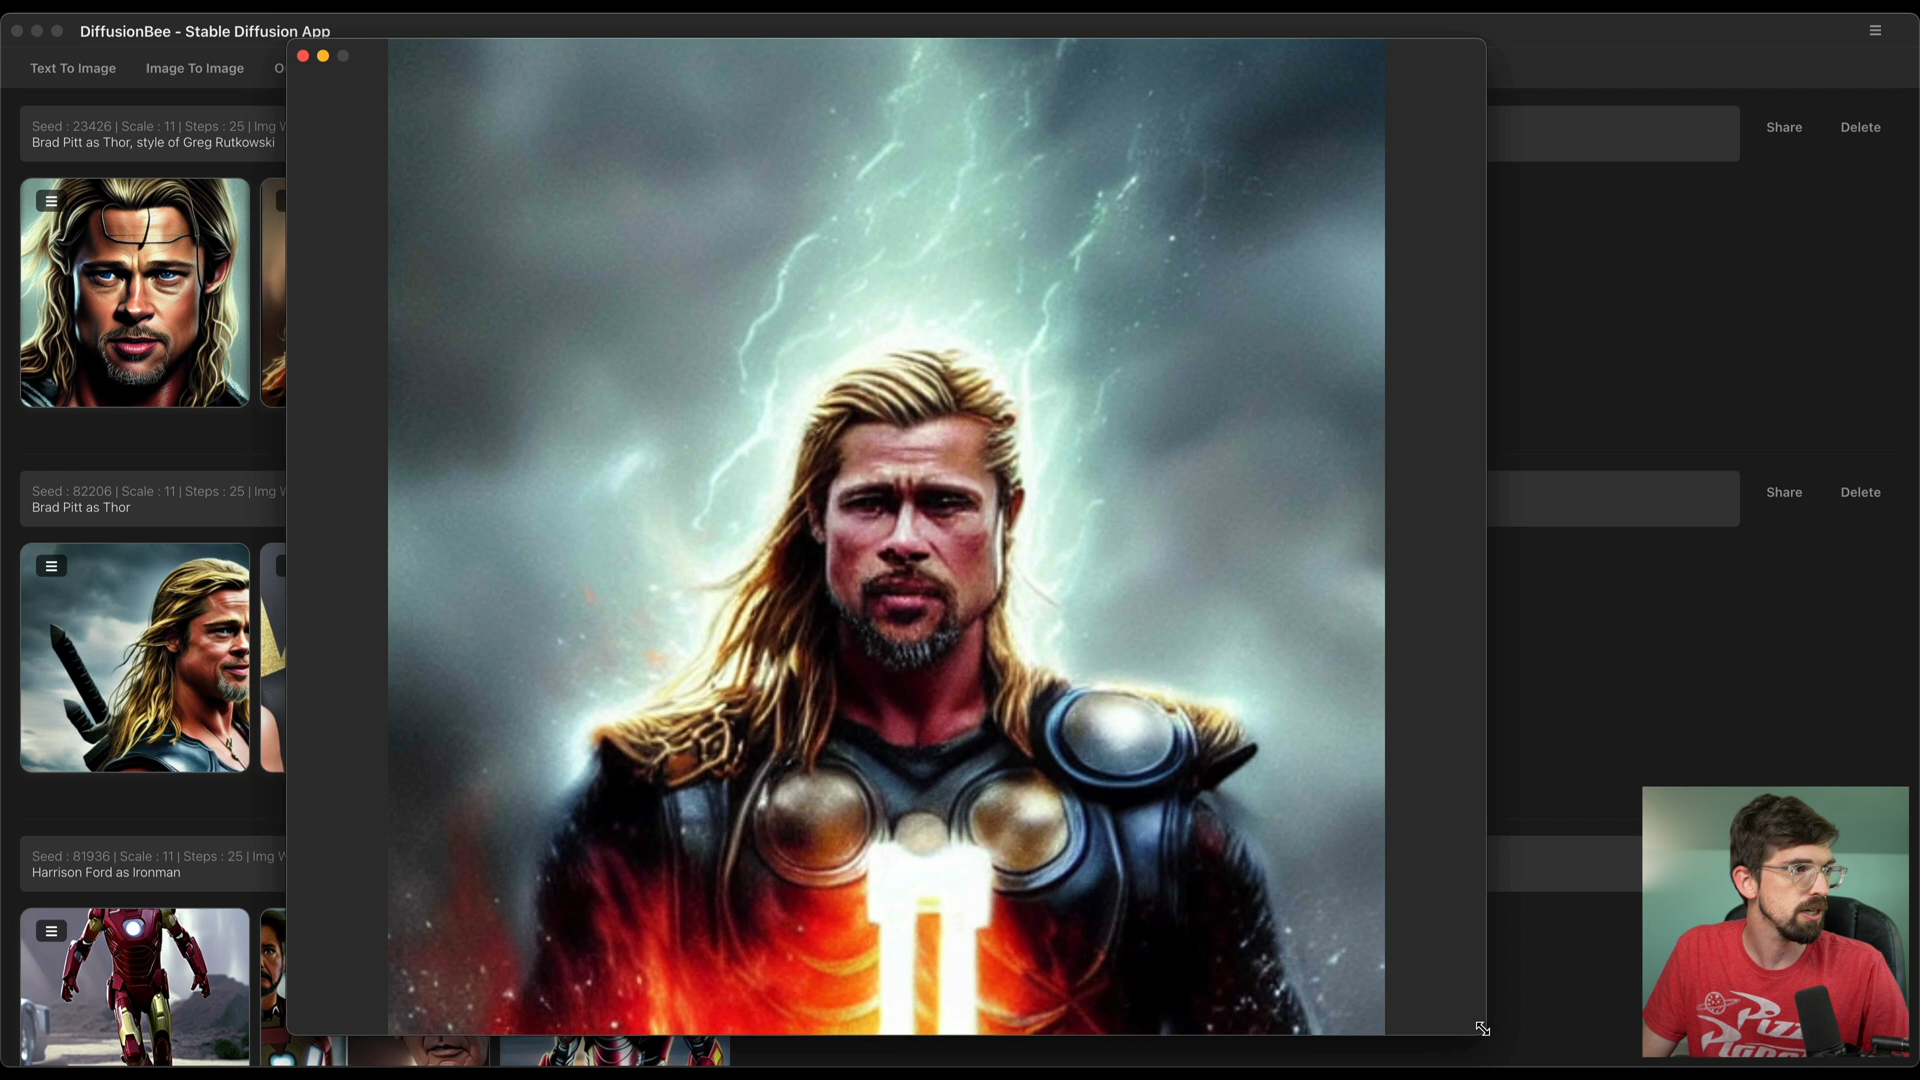 DiffusionBee - Stable Diffusion App
Text To Image Image To Image
Seed : 23426 | Scale : 11 | Steps : 25 | Img
Brad Pitt as Thor, style of Greg Rutkowski
Share Delete
Seed : 82206 | Scale : 11 | Steps : 25 | Img
Brad Pitt as Thor
Share Delete
Seed : 81936 | Scale : 11 | Steps : 25 | Img
Harrison Ford as Ironman